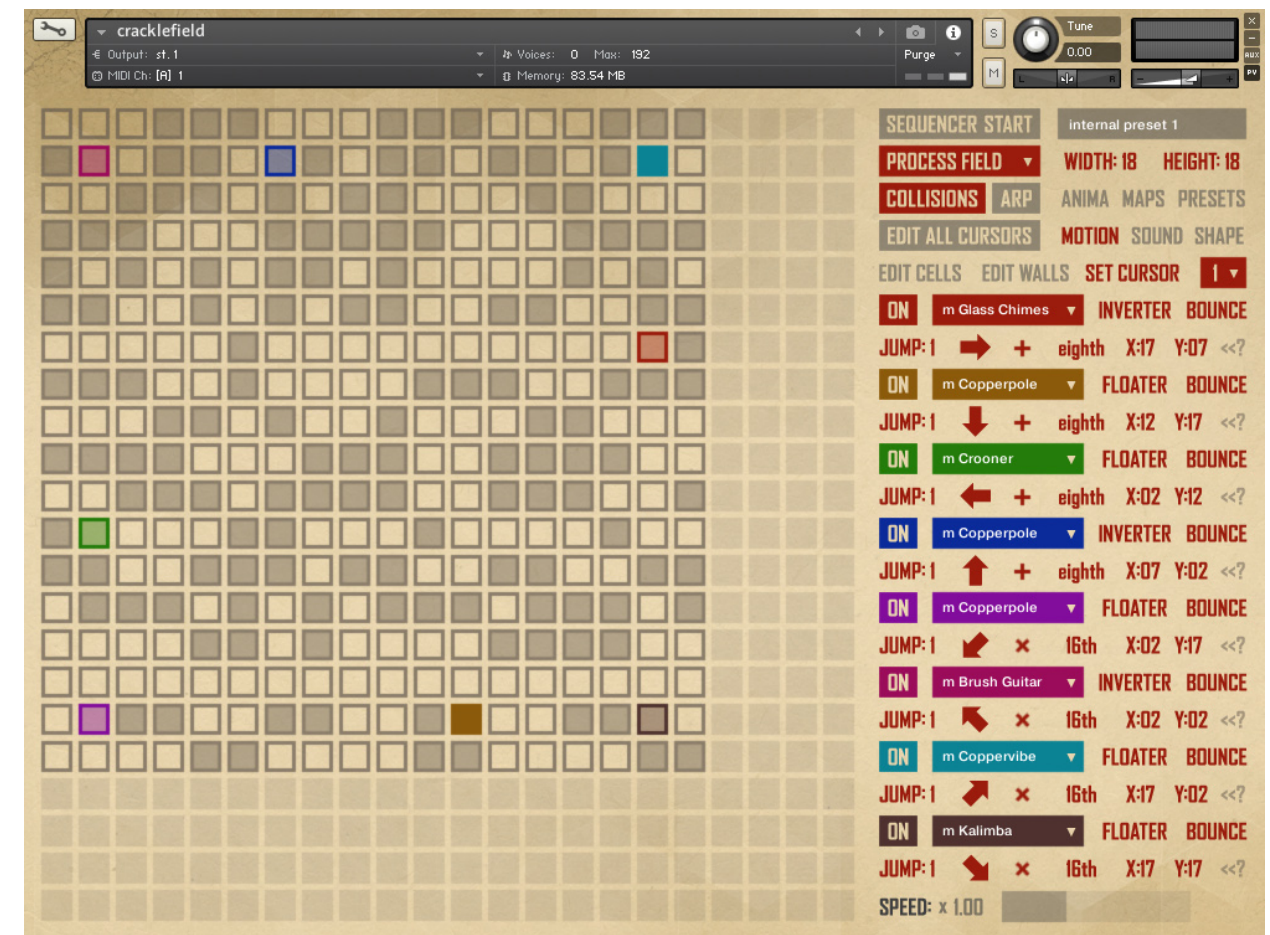 cracklefield
Output: st.1 Voices: 0 Max: 192 Purge
MIDI Ch: [A] 1 Memory: 83.54 MB
S
M
Tune
0.00
L R
- +
×
-
AUX
PV
SEQUENCER START internal preset 1
PROCESS FIELD WIDTH: 18 HEIGHT: 18
COLLISIONS ARP ANIMA MAPS PRESETS
EDIT ALL CURSORS MOTION SOUND SHAPE
EDIT CELLS EDIT WALLS SET CURSOR 1
ON m Glass Chimes INVERTER BOUNCE
JUMP: 1 + eighth X:17 Y:07 <<?
ON m Copperpole FLOATER BOUNCE
JUMP: 1 + eighth X:12 Y:17 <<?
ON m Crooner FLOATER BOUNCE
JUMP: 1 + eighth X:02 Y:12 <<?
ON m Copperpole INVERTER BOUNCE
JUMP: 1 + eighth X:07 Y:02 <<?
ON m Copperpole FLOATER BOUNCE
JUMP: 1 × 16th X:02 Y:17 <<?
ON m Brush Guitar INVERTER BOUNCE
JUMP: 1 × 16th X:02 Y:02 <<?
ON m Coppervibe FLOATER BOUNCE
JUMP: 1 × 16th X:17 Y:02 <<?
ON m Kalimba FLOATER BOUNCE
JUMP: 1 × 16th X:17 Y:17 <<?
SPEED: x 1.00